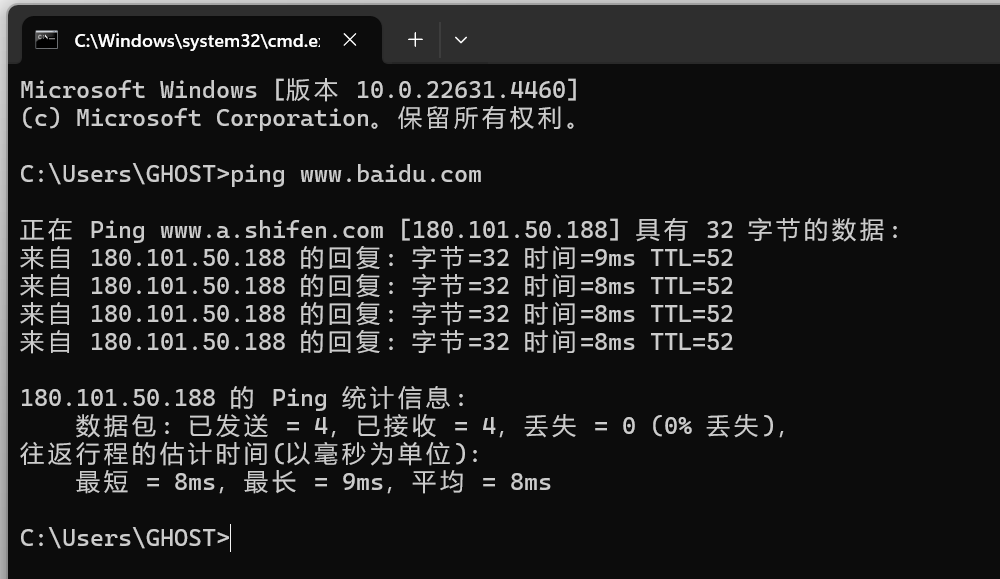 C:\Windows\system32\cmd.e
Microsoft Windows [版本 10.0.22631.4460]
(c) Microsoft Corporation。保留所有权利。
C:\Users\GHOST>ping www.baidu.com
正在 Ping www.a.shifen.com [180.101.50.188] 具有 32 字节的数据:
来自 180.101.50.188 的回复: 字节=32 时间=9ms TTL=52
来自 180.101.50.188 的回复: 字节=32 时间=8ms TTL=52
来自 180.101.50.188 的回复: 字节=32 时间=8ms TTL=52
来自 180.101.50.188 的回复: 字节=32 时间=8ms TTL=52
180.101.50.188 的 Ping 统计信息:
    数据包: 已发送 = 4，已接收 = 4，丢失 = 0 (0% 丢失)，
往返行程的估计时间(以毫秒为单位):
    最短 = 8ms，最长 = 9ms，平均 = 8ms
C:\Users\GHOST>